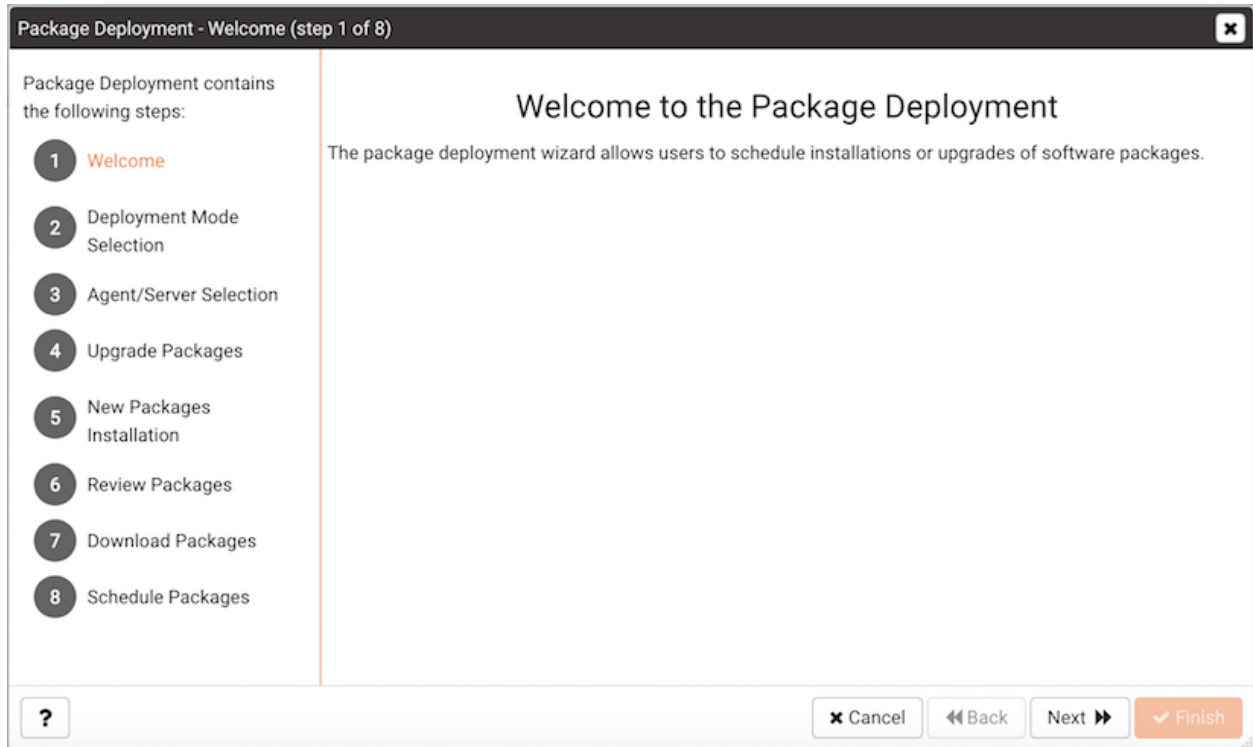 Package Deployment - Welcome (step 1 of 8)
Package Deployment contains
the following steps:
1 Welcome
2 Deployment Mode
Selection
3 Agent/Server Selection
4 Upgrade Packages
5 New Packages
Installation
6 Review Packages
7 Download Packages
8 Schedule Packages
Welcome to the Package Deployment
The package deployment wizard allows users to schedule installations or upgrades of software packages.
? Cancel Back Next Finish